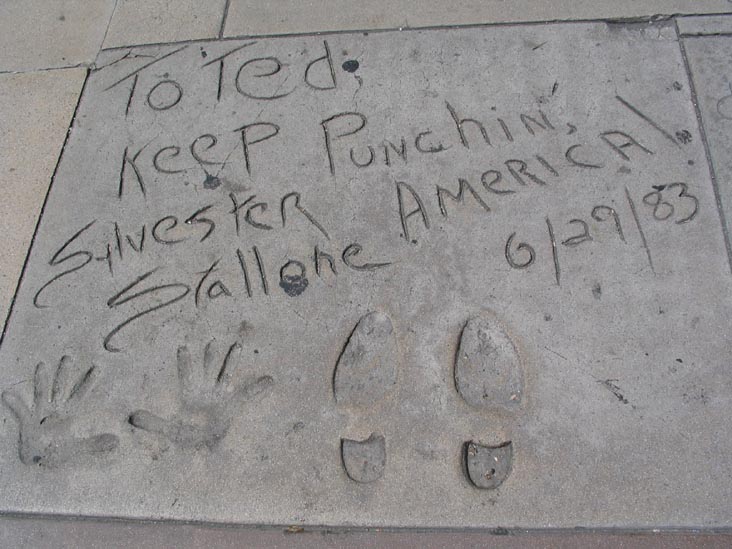 To Ted,
Keep Punchin,
America!
Sylvester
Stallone
6/29/83